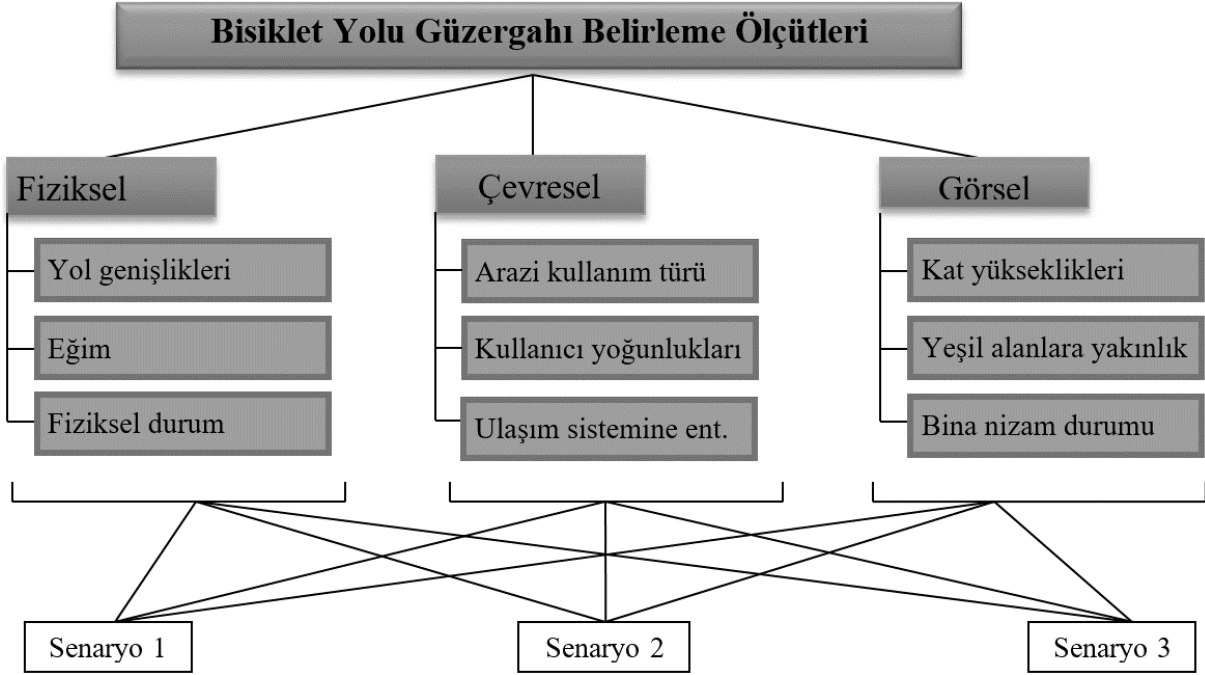 Bisiklet Yolu Güzergahı Belirleme Ölçütleri
Fiziksel
Yol genişlikleri
Eğim
Fiziksel durum
Çevresel
Arazi kullanım türü
Kullanıcı yoğunlukları
Ulaşım sistemine ent.
Görsel
Kat yükseklikleri
Yeşil alanlara yakınlık
Bina nizam durumu
Senaryo 1
Senaryo 2
Senaryo 3